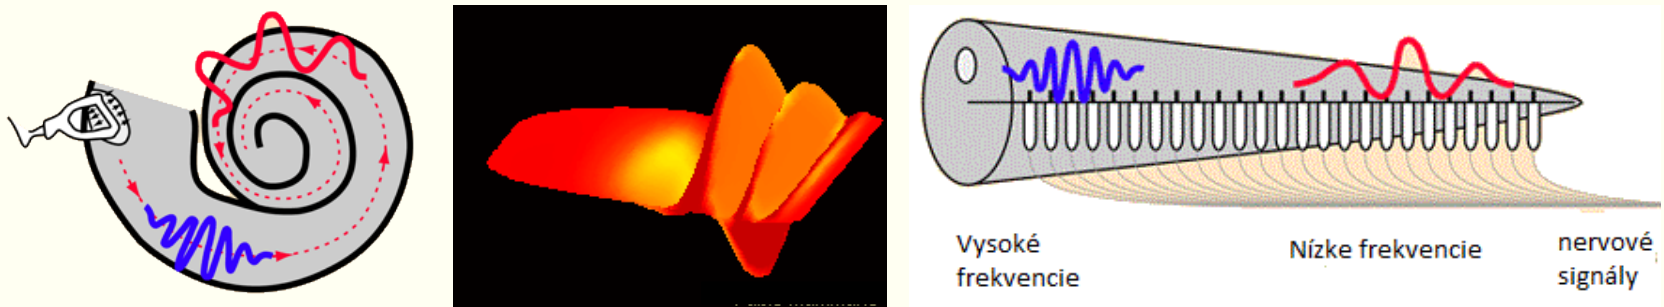 Vysoké
frekvencie
Nízke frekvencie
nervové
signály